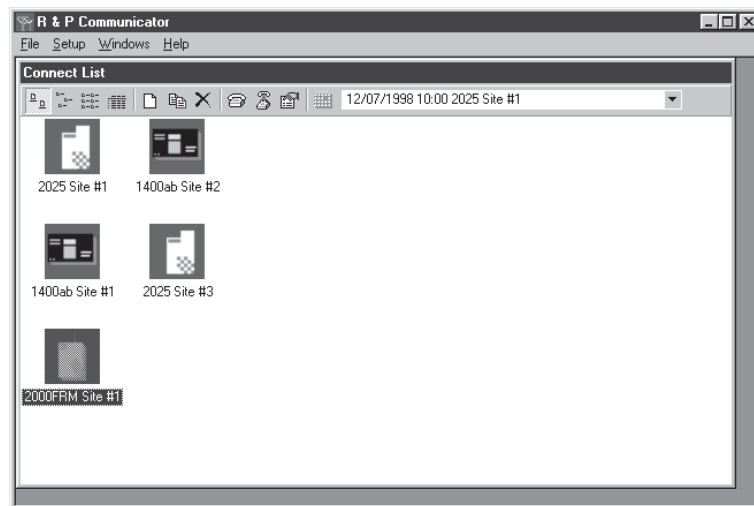 R & P Communicator
File Setup Windows Help
Connect List
12/07/1998 10:00 2025 Site #1
2025 Site #1 1400ab Site #2
1400ab Site #1 2025 Site #3
2000FRM Site #1